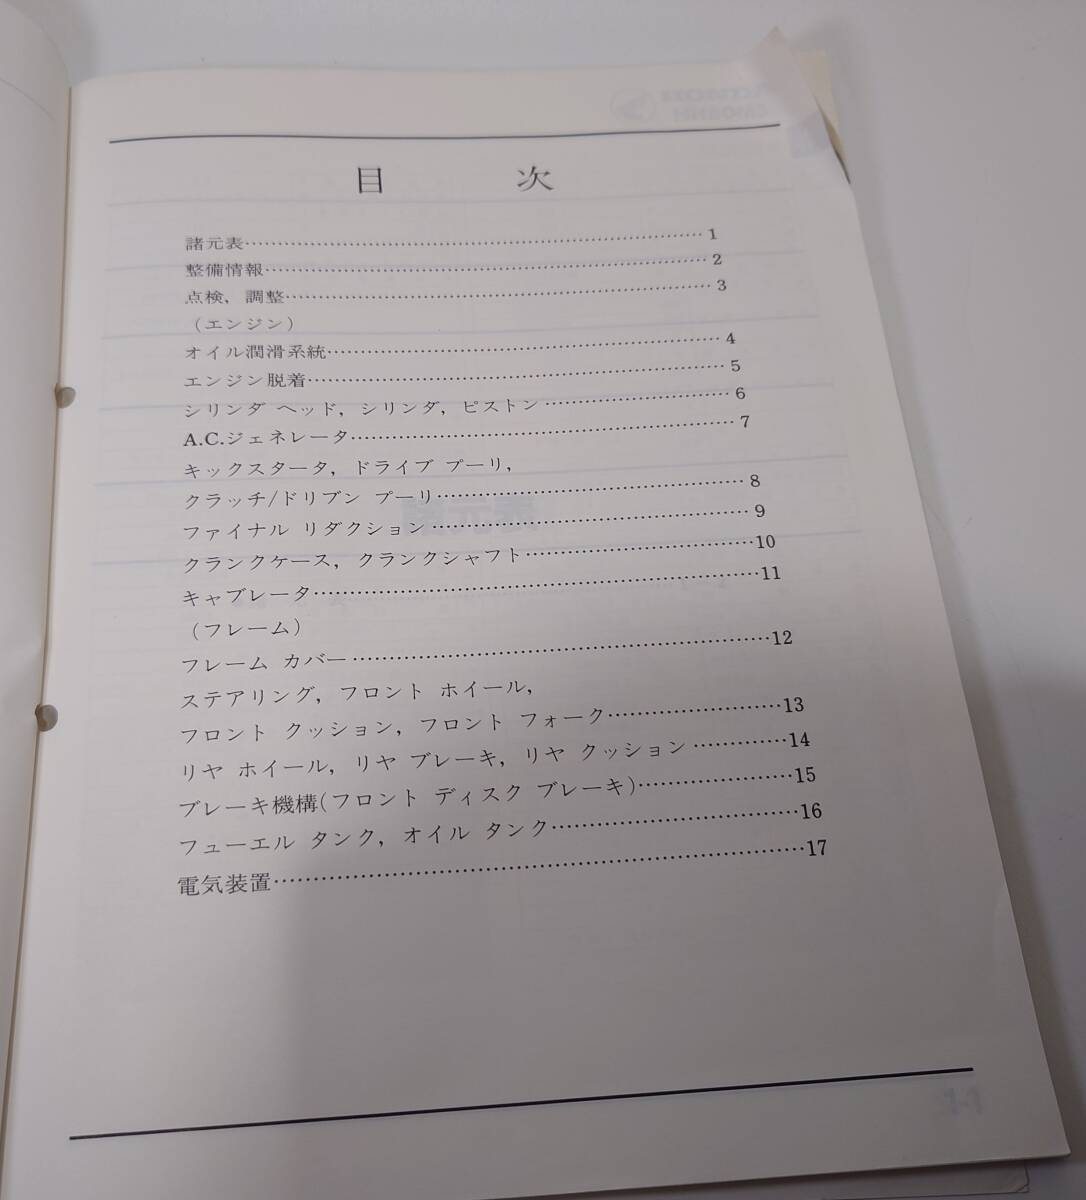 目 次
諸元表……………………………………………………………1
整備情報…………………………………………………………2
点検，調整………………………………………………………3
（エンジン）
オイル潤滑系統…………………………………………………4
エンジン脱着……………………………………………………5
シリンダ ヘッド，シリンダ，ピストン………………………6
A.C.ジェネレータ………………………………………………7
キックスタータ，ドライブ プーリ，
クラッチ/ドリブン プーリ……………………………………8
ファイナル リダクション………………………………………9
クランクケース，クランクシャフト…………………………10
キャブレータ……………………………………………………11
（フレーム）
フレーム カバー…………………………………………………12
ステアリング，フロント ホイール，
フロント クッション，フロント フォーク……………………13
リヤ ホイール，リヤ ブレーキ，リヤ クッション…………14
ブレーキ機構(フロント ディスク ブレーキ)…………………15
フューエル タンク，オイル タンク……………………………16
電気装置…………………………………………………………17